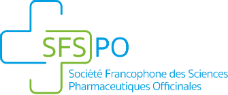 SFSPO
Société Francophone des Sciences
Pharmaceutiques Officinales